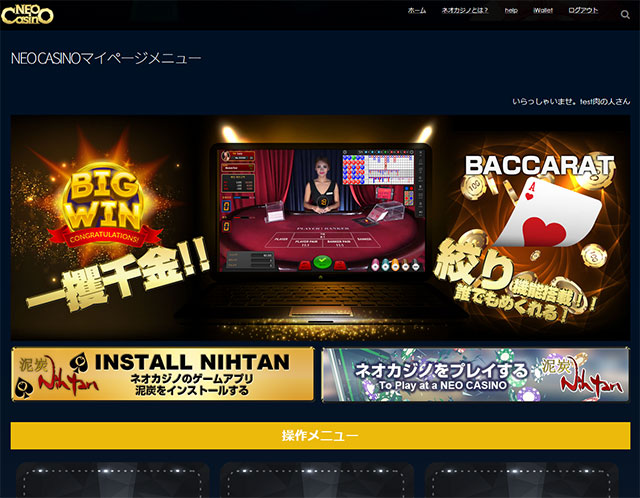 NEO CasinO
ホーム ネオカジノとは？ help iWallet ログアウト
NEO CASINOマイページメニュー
いらっしゃいませ。test肉の人さん
BIG WIN
CONGRATULATIONS!
一攫千金!!
PLAYER BANKER
PLAYER PLAYER PAIR BANKER PAIR BANKER
BACCARAT
A
絞り機能搭載!!
誰でもめくれる!
泥炭 Nihtan
INSTALL NIHTAN
ネオカジノのゲームアプリ
泥炭をインストールする
ネオカジノをプレイする
To Play at a NEO CASINO
泥炭 Nihtan
操作メニュー